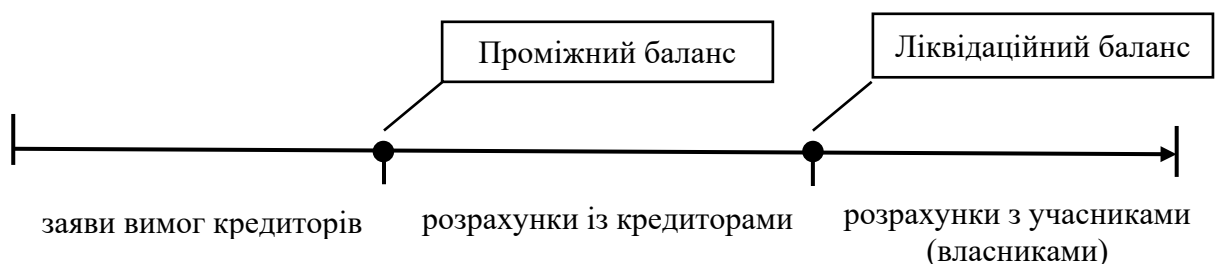 Проміжний баланс
Ліквідаційний баланс
заяви вимог кредиторів
розрахунки із кредиторами
розрахунки з учасниками
(власниками)